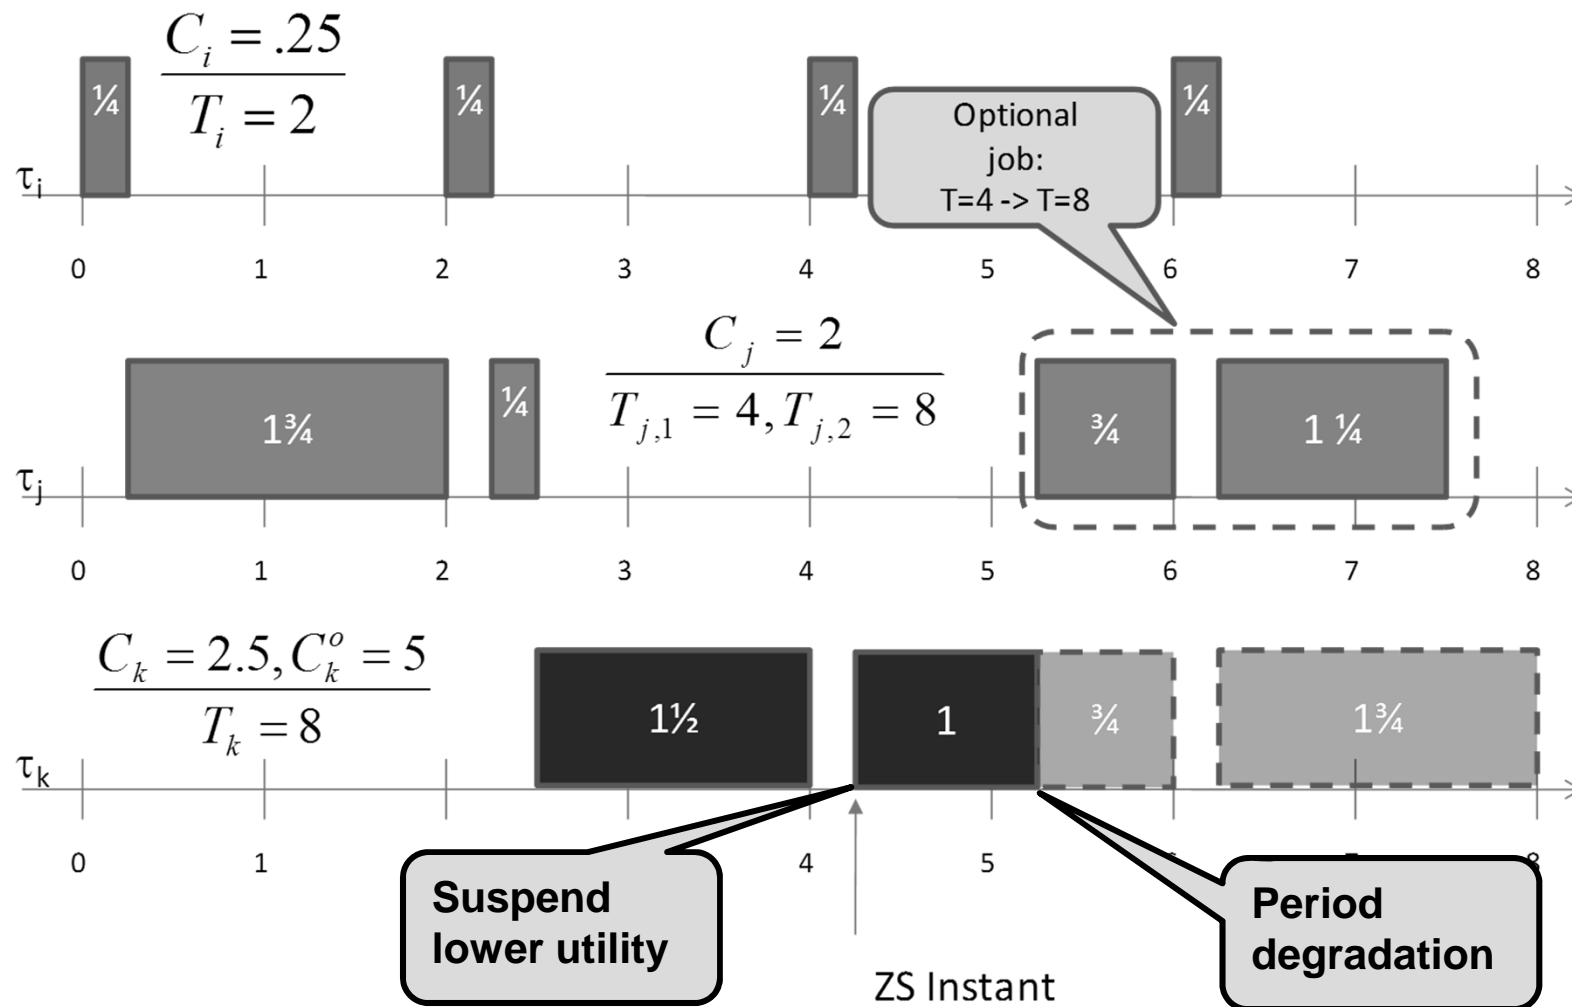 C_i = .25
T_i = 2
¼ ¼ ¼ ¼
Optional
job:
T=4 -> T=8
τ_i
0 1 2 3 4 5 6 7 8
C_j = 2
T_{j,1} = 4, T_{j,2} = 8
1¾ ¼ ¾ 1 ¼
τ_j
0 1 2 3 4 5 6 7 8
C_k = 2.5, C_k^o = 5
T_k = 8
1½ 1 ¾ 1¾
τ_k
0 1 4 5 8
Suspend
lower utility
Period
degradation
ZS Instant